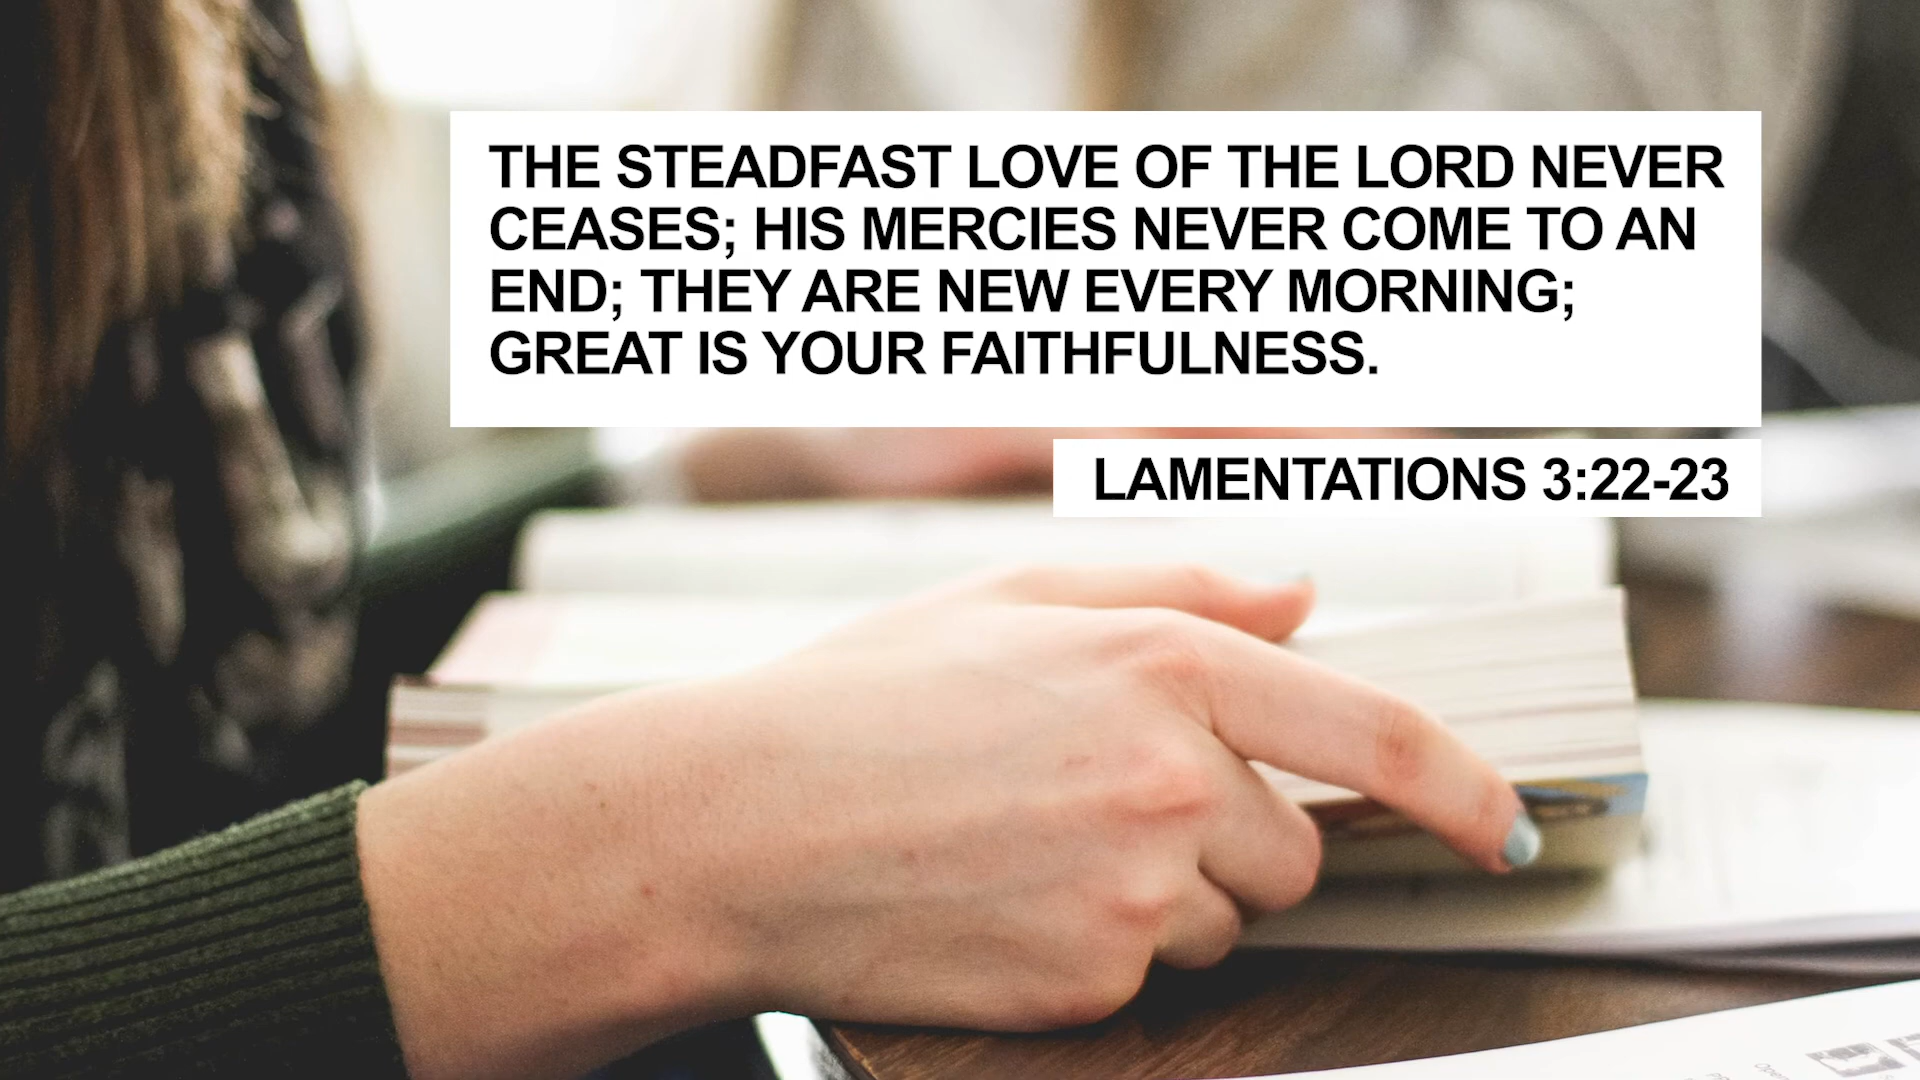 THE STEADFAST LOVE OF THE LORD NEVER
CEASES; HIS MERCIES NEVER COME TO AN
END; THEY ARE NEW EVERY MORNING;
GREAT IS YOUR FAITHFULNESS.
LAMENTATIONS 3:22-23